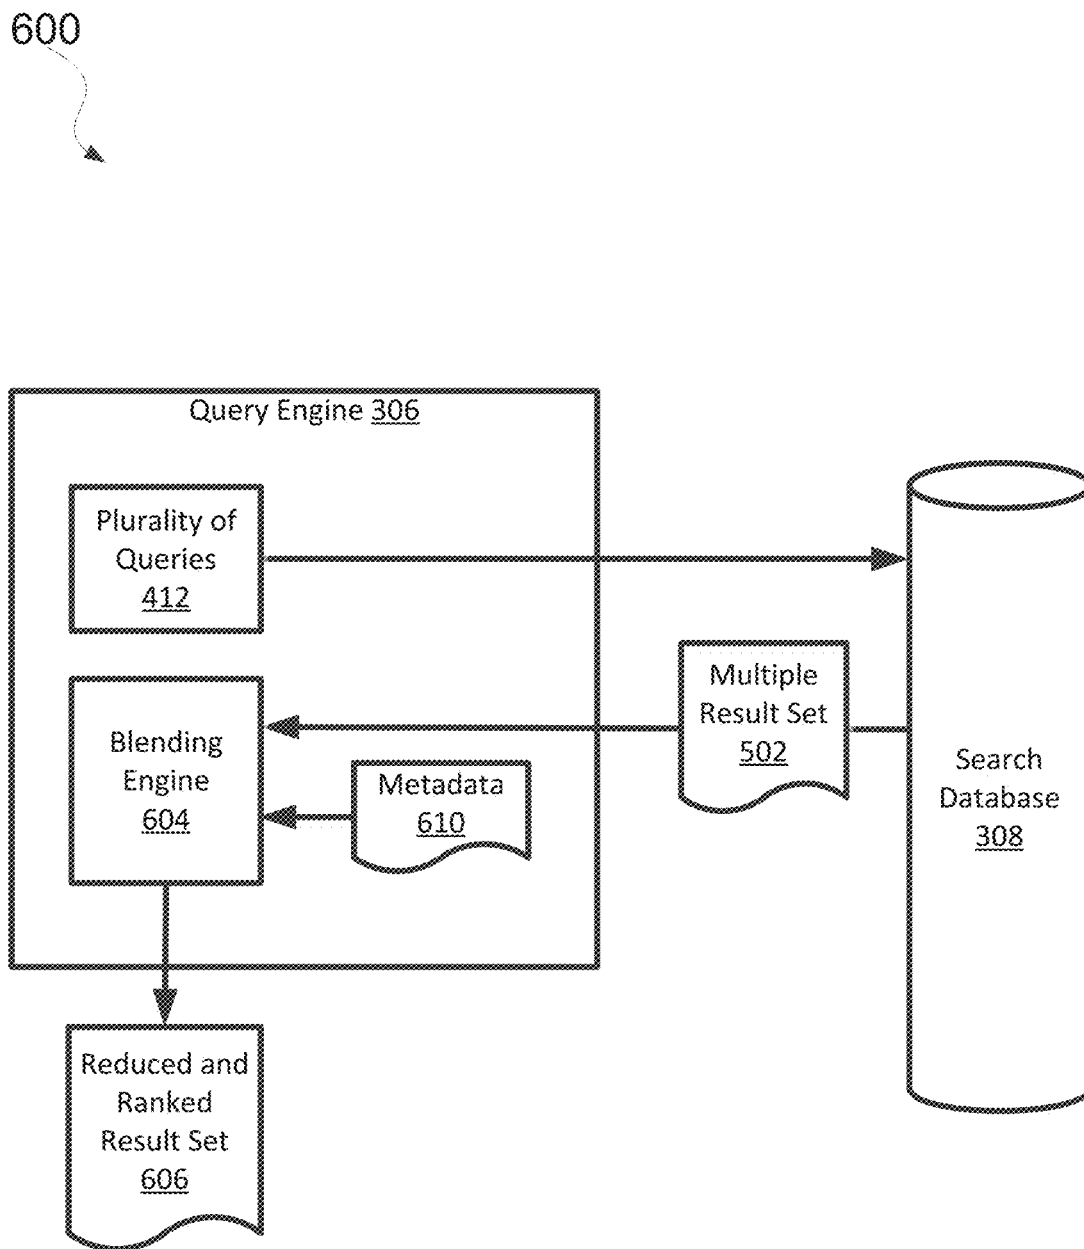 600
Query Engine 306
Plurality of
Queries
412
Multiple
Result Set
502
Blending
Engine
604
Metadata
610
Search
Database
308
Reduced and
Ranked
Result Set
606